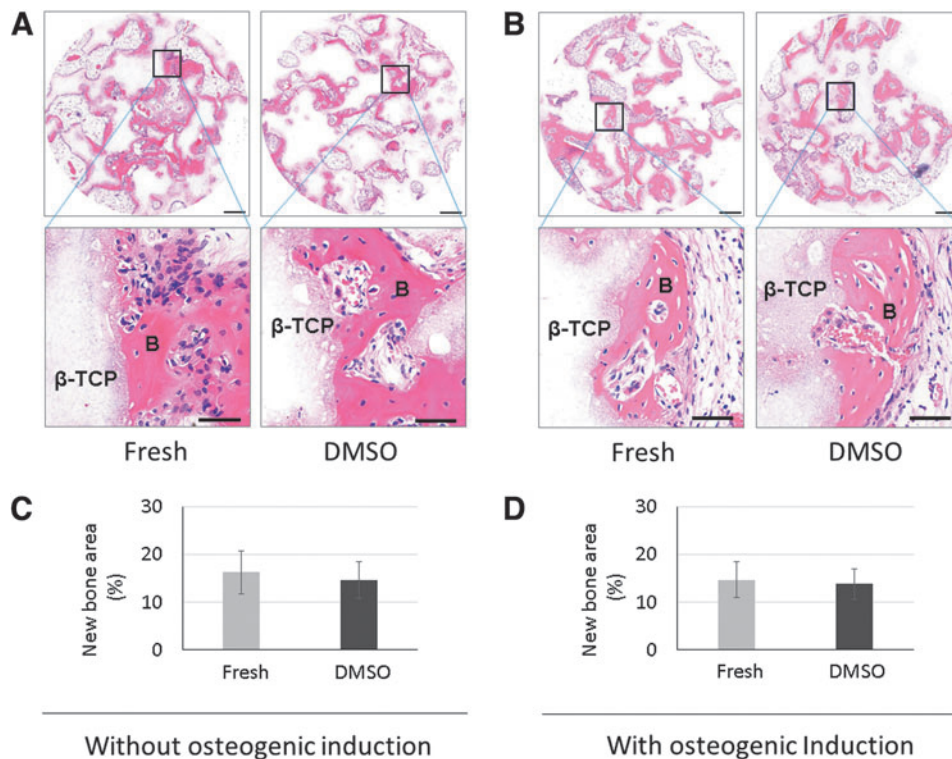 A
B
β-TCP
B
β-TCP
B
β-TCP
B
β-TCP
B
Fresh
DMSO
Fresh
DMSO
C
D
New bone area
(%)
30
20
10
0
Fresh
DMSO
New bone area
(%)
30
20
10
0
Fresh
DMSO
Without osteogenic induction
With osteogenic Induction